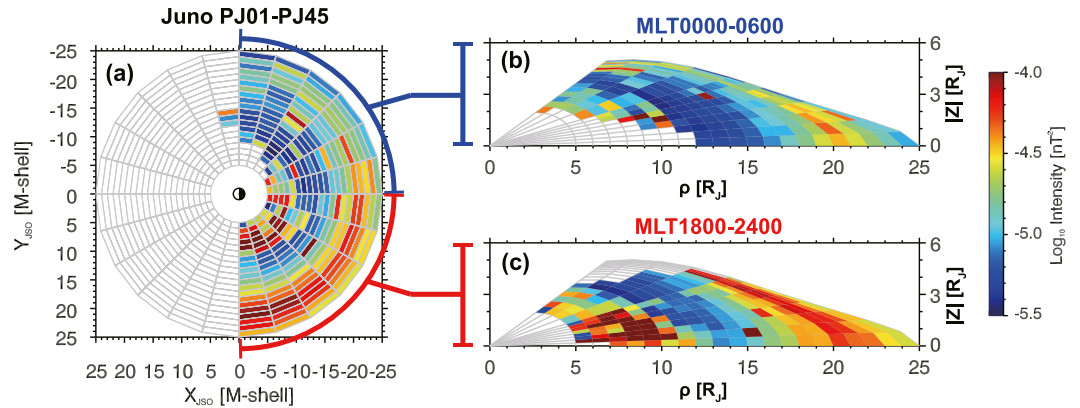 Juno PJ01-PJ45
(a)
-25
-20
-15
-10
-5
0
5
10
15
20
25
Y_JSO [M-shell]
25 20 15 10 5 0 -5 -10 -15 -20 -25
X_JSO [M-shell]
MLT0000-0600
(b)
6
3
0
|Z| [R_J]
0 5 10 15 20 25
ρ [R_J]
MLT1800-2400
(c)
6
3
0
|Z| [R_J]
0 5 10 15 20 25
ρ [R_J]
-4.0
-4.5
-5.0
-5.5
Log₁₀ Intensity [nT²]